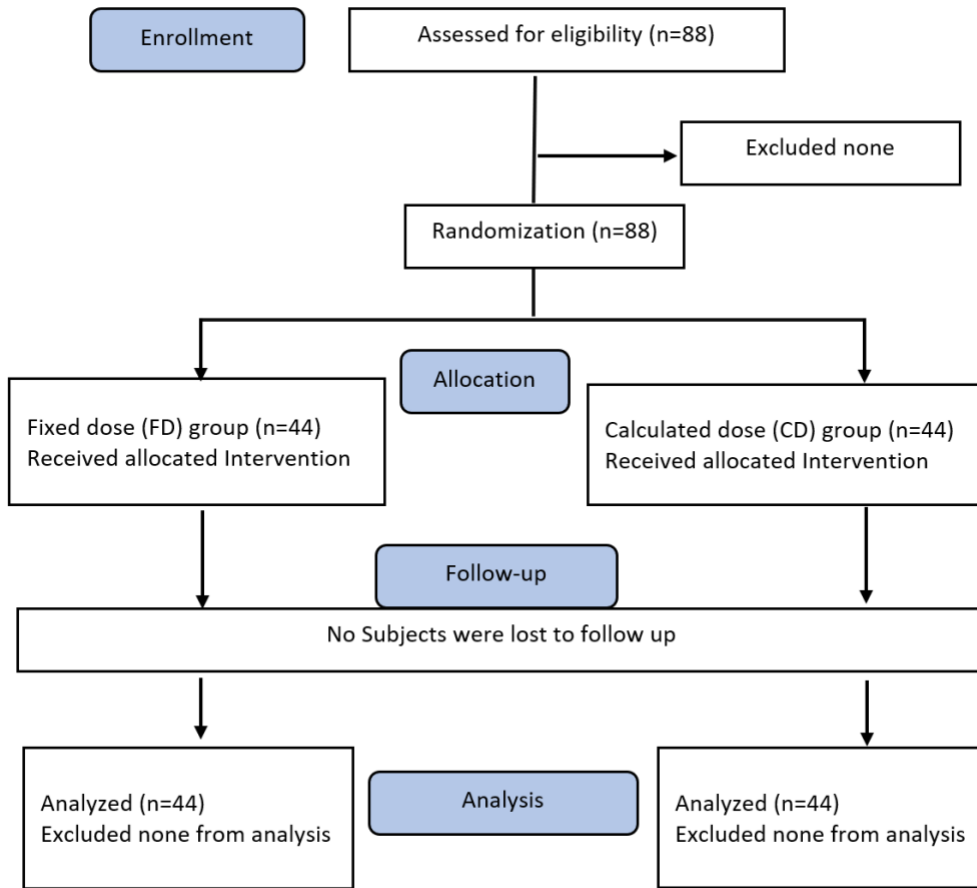 Enrollment
Assessed for eligibility (n=88)
Excluded none
Randomization (n=88)
Allocation
Fixed dose (FD) group (n=44)
Received allocated Intervention
Calculated dose (CD) group (n=44)
Received allocated Intervention
Follow-up
No Subjects were lost to follow up
Analyzed (n=44)
Excluded none from analysis
Analysis
Analyzed (n=44)
Excluded none from analysis